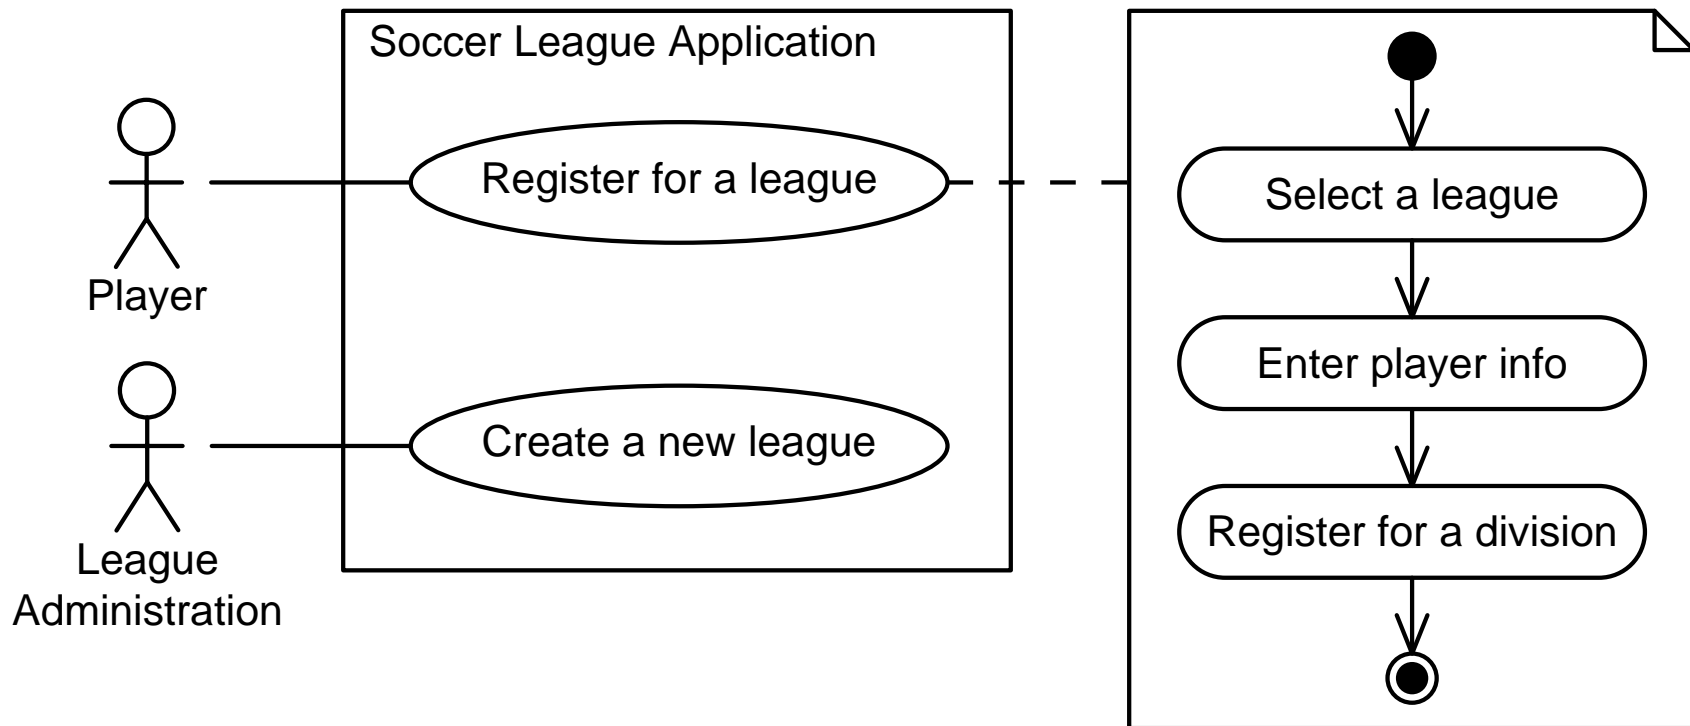 Soccer League Application
Register for a league
Player
Create a new league
League
Administration
Select a league
Enter player info
Register for a division